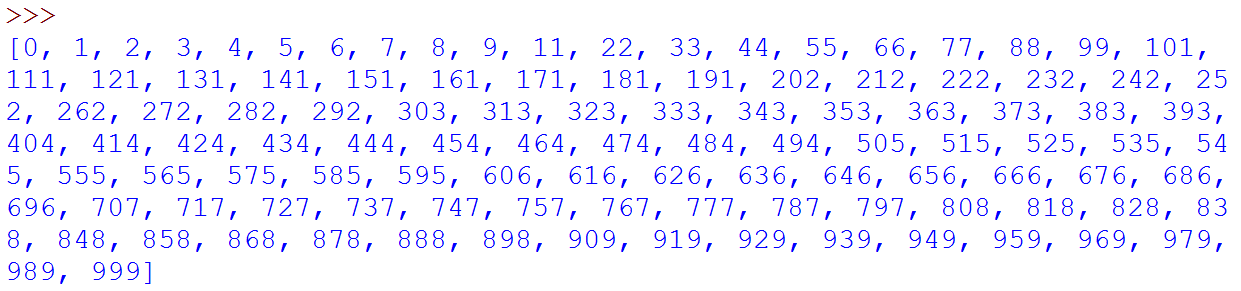 >>>
[0, 1, 2, 3, 4, 5, 6, 7, 8, 9, 11, 22, 33, 44, 55, 66, 77, 88, 99, 101,
111, 121, 131, 141, 151, 161, 171, 181, 191, 202, 212, 222, 232, 242, 25
2, 262, 272, 282, 292, 303, 313, 323, 333, 343, 353, 363, 373, 383, 393,
404, 414, 424, 434, 444, 454, 464, 474, 484, 494, 505, 515, 525, 535, 54
5, 555, 565, 575, 585, 595, 606, 616, 626, 636, 646, 656, 666, 676, 686,
696, 707, 717, 727, 737, 747, 757, 767, 777, 787, 797, 808, 818, 828, 83
8, 848, 858, 868, 878, 888, 898, 909, 919, 929, 939, 949, 959, 969, 979,
989, 999]